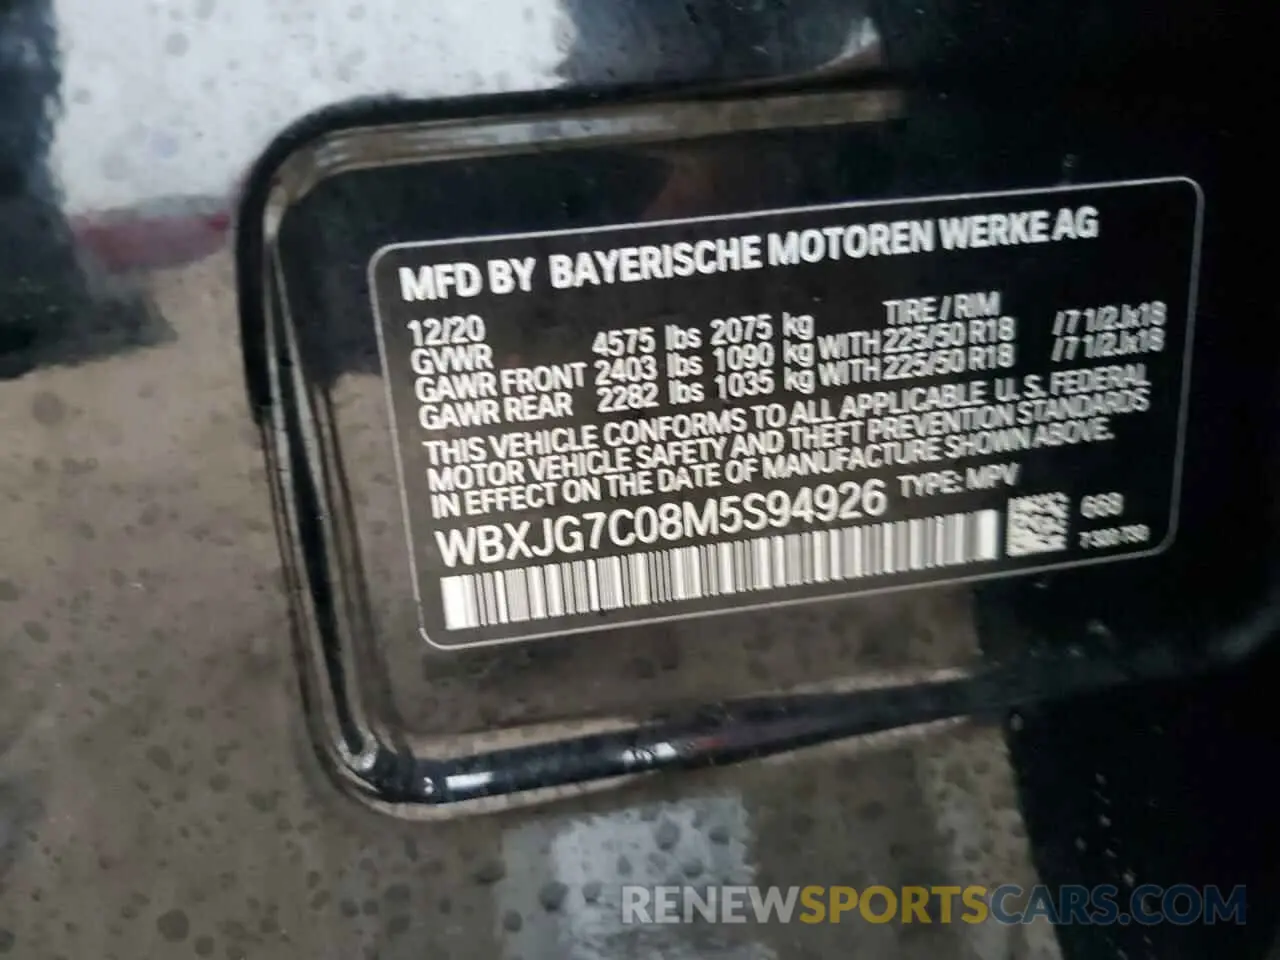 MFD BY BAYERISCHE MOTOREN WERKE AG
12/20 TIRE / RIM
GVWR 4575 lbs 2075 kg
GAWR FRONT 2403 lbs 1090 kg WITH 225/50 R18 //7 1/2Jx18
GAWR REAR 2282 lbs 1035 kg WITH 225/50 R18 //7 1/2Jx18
THIS VEHICLE CONFORMS TO ALL APPLICABLE U. S. FEDERAL
MOTOR VEHICLE SAFETY AND THEFT PREVENTION STANDARDS
IN EFFECT ON THE DATE OF MANUFACTURE SHOWN ABOVE.
WBXJG7C08M5S94926 TYPE: MPV
668
RENEWSPORTSCARS.COM